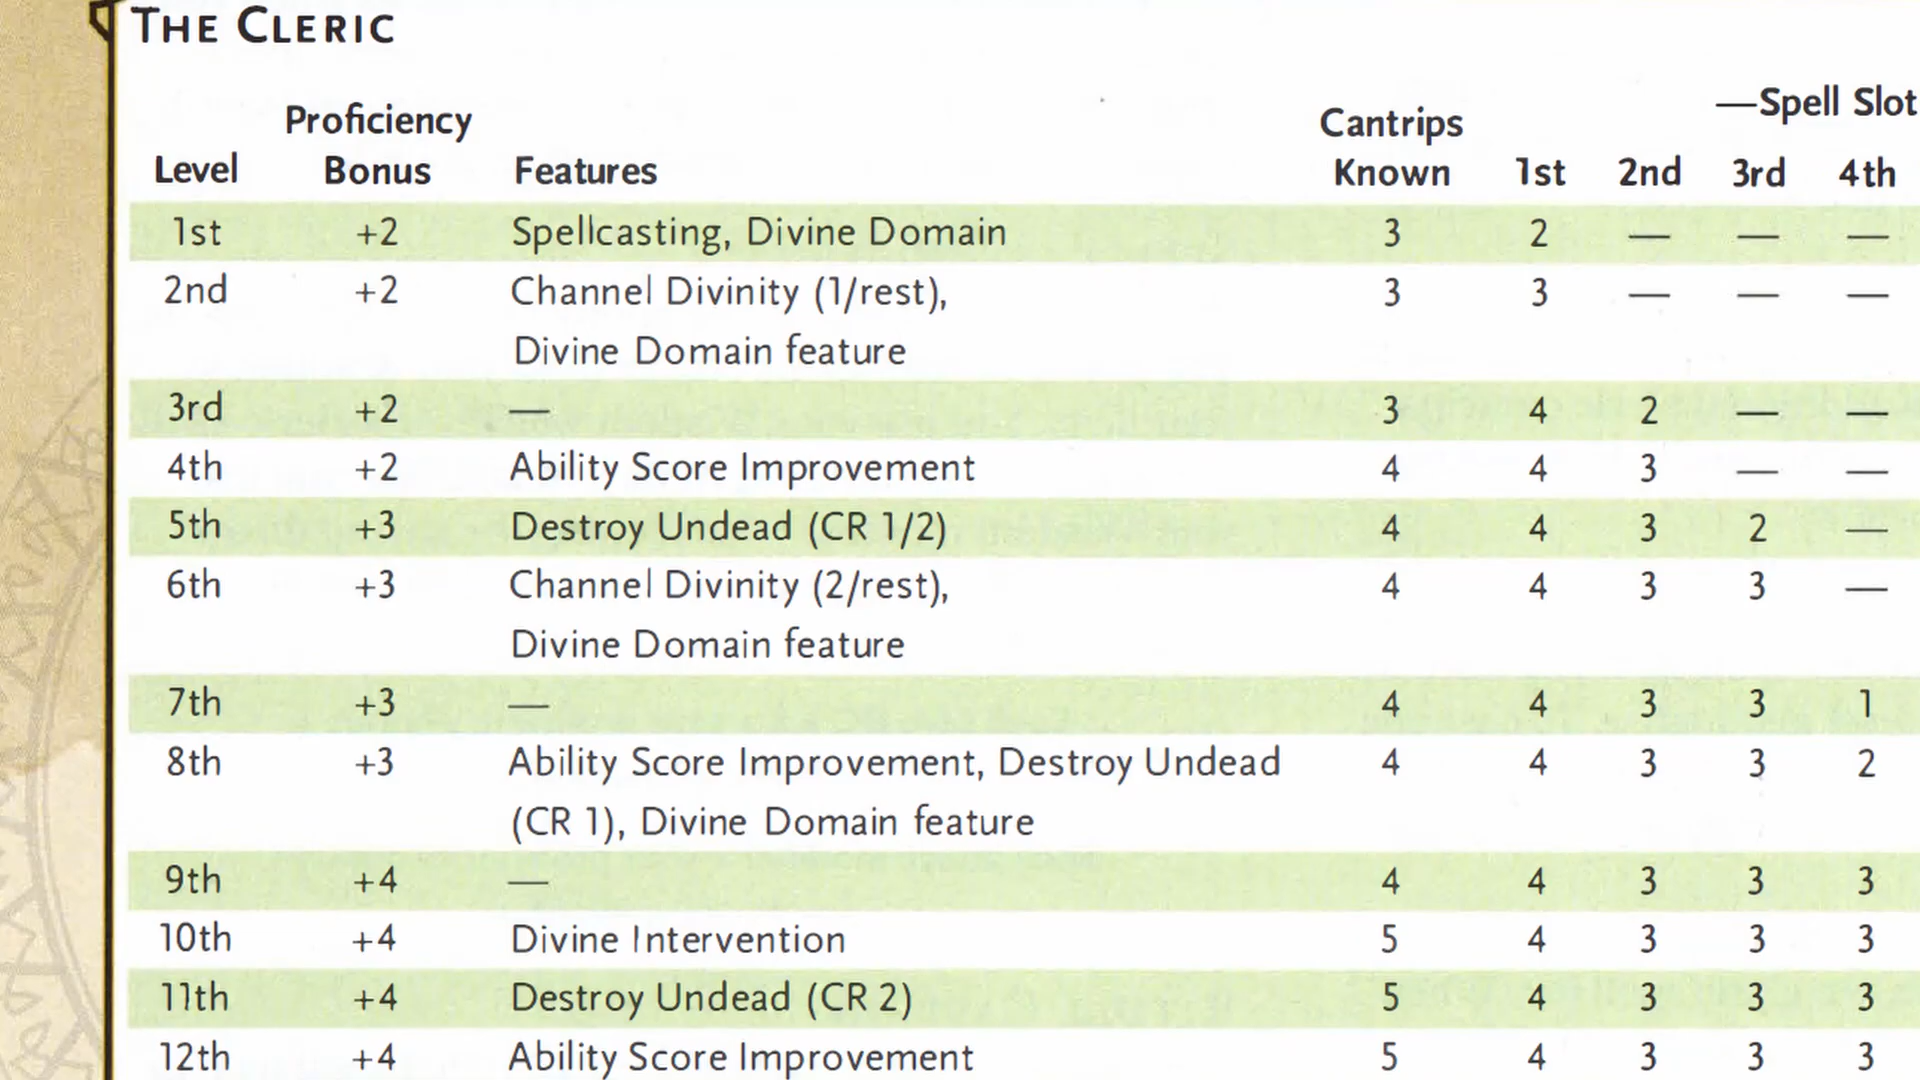 THE CLERIC
—Spell Slot
Proficiency Cantrips
Level Bonus Features Known 1st 2nd 3rd 4th
1st +2 Spellcasting, Divine Domain 3 2 — — —
2nd +2 Channel Divinity (1/rest), 3 3 — — —
Divine Domain feature
3rd +2 — 3 4 2 — —
4th +2 Ability Score Improvement 4 4 3 — —
5th +3 Destroy Undead (CR 1/2) 4 4 3 2 —
6th +3 Channel Divinity (2/rest), 4 4 3 3 —
Divine Domain feature
7th +3 — 4 4 3 3 1
8th +3 Ability Score Improvement, Destroy Undead 4 4 3 3 2
(CR 1), Divine Domain feature
9th +4 — 4 4 3 3 3
10th +4 Divine Intervention 5 4 3 3 3
11th +4 Destroy Undead (CR 2) 5 4 3 3 3
12th +4 Ability Score Improvement 5 4 3 3 3